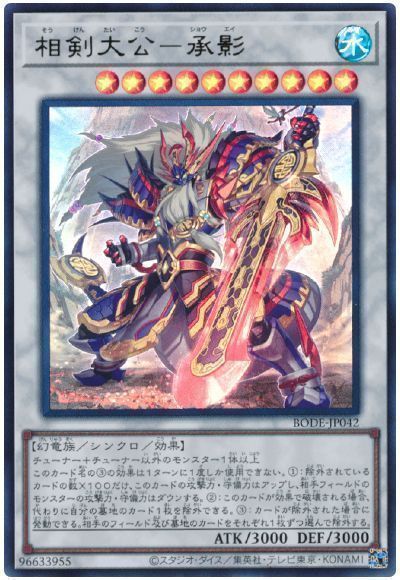 相剣大公－承影
水
BODE-JP042
【幻竜族／シンクロ／効果】
チューナー＋チューナー以外のモンスター1体以上
このカード名の③の効果は1ターンに1度しか使用できない。①：除外されている
カードの数×100だけ、このカードの攻撃力・守備力はアップし、相手フィールドの
モンスターの攻撃力・守備力はダウンする。②：このカードが効果で破壊される場合、
代わりに自分の墓地のカード1枚を除外できる。③：カードが除外された場合に
発動できる。相手のフィールド及び墓地のカードをそれぞれ1枚ずつ選んで除外する。
ATK/3000 DEF/3000
96633955
©スタジオ・ダイス／集英社・テレビ東京・KONAMI